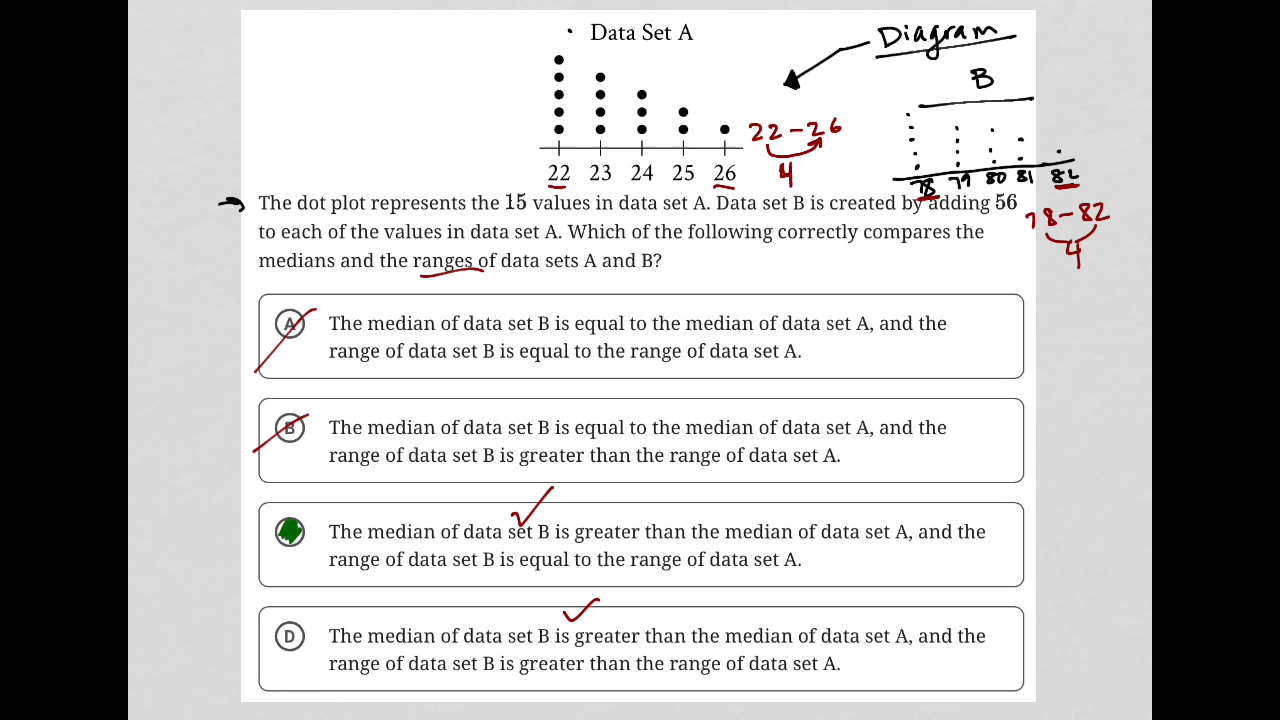 Data Set A
Diagram
B
22 - 26
4
22 23 24 25 26
78 79 80 81 82
78 - 82
4
The dot plot represents the 15 values in data set A. Data set B is created by adding 56
to each of the values in data set A. Which of the following correctly compares the
medians and the ranges of data sets A and B?
A
The median of data set B is equal to the median of data set A, and the
range of data set B is equal to the range of data set A.
B
The median of data set B is equal to the median of data set A, and the
range of data set B is greater than the range of data set A.
The median of data set B is greater than the median of data set A, and the
range of data set B is equal to the range of data set A.
D
The median of data set B is greater than the median of data set A, and the
range of data set B is greater than the range of data set A.